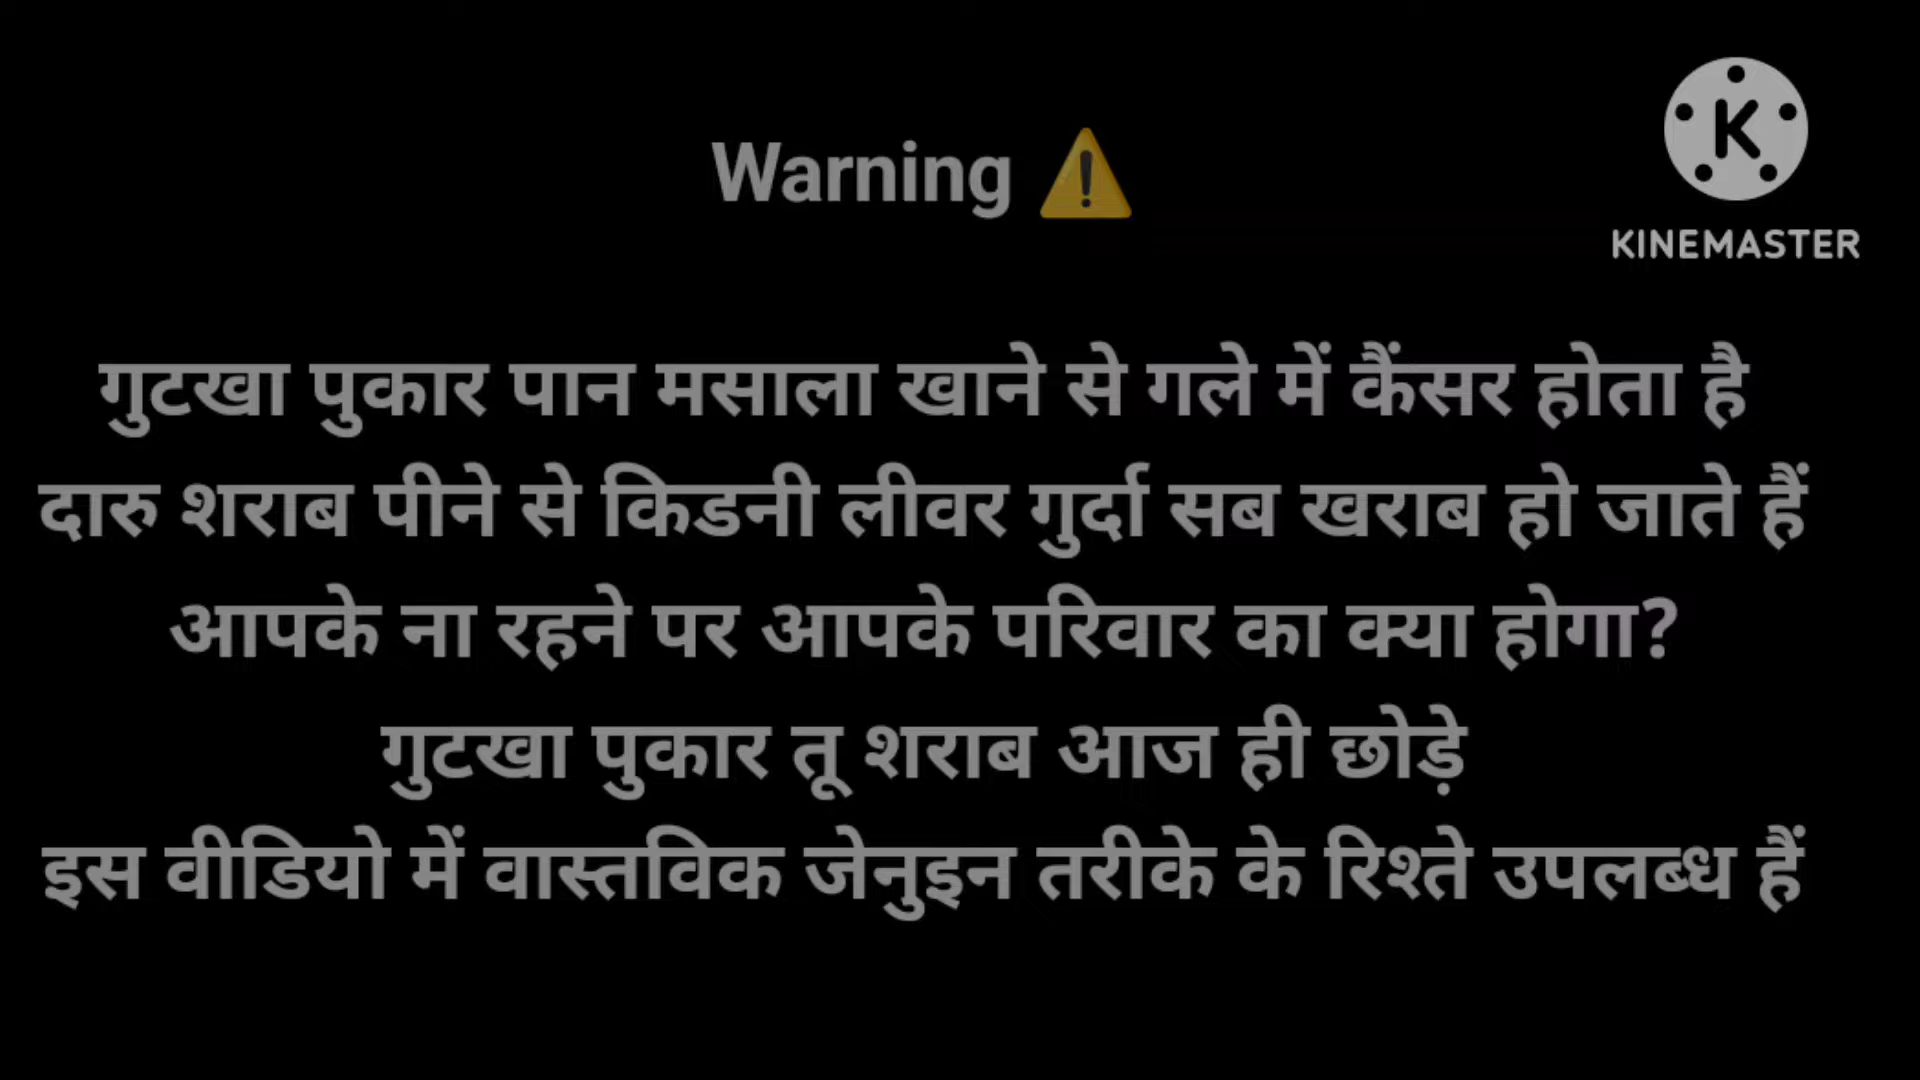 Warning ⚠️
K
KINEMASTER
गुटखा पुकार पान मसाला खाने से गले में कैंसर होता है
दारु शराब पीने से किडनी लीवर गुर्दा सब खराब हो जाते हैं
आपके ना रहने पर आपके परिवार का क्या होगा?
गुटखा पुकार तू शराब आज ही छोड़े
इस वीडियो में वास्तविक जेनुइन तरीके के रिश्ते उपलब्ध हैं